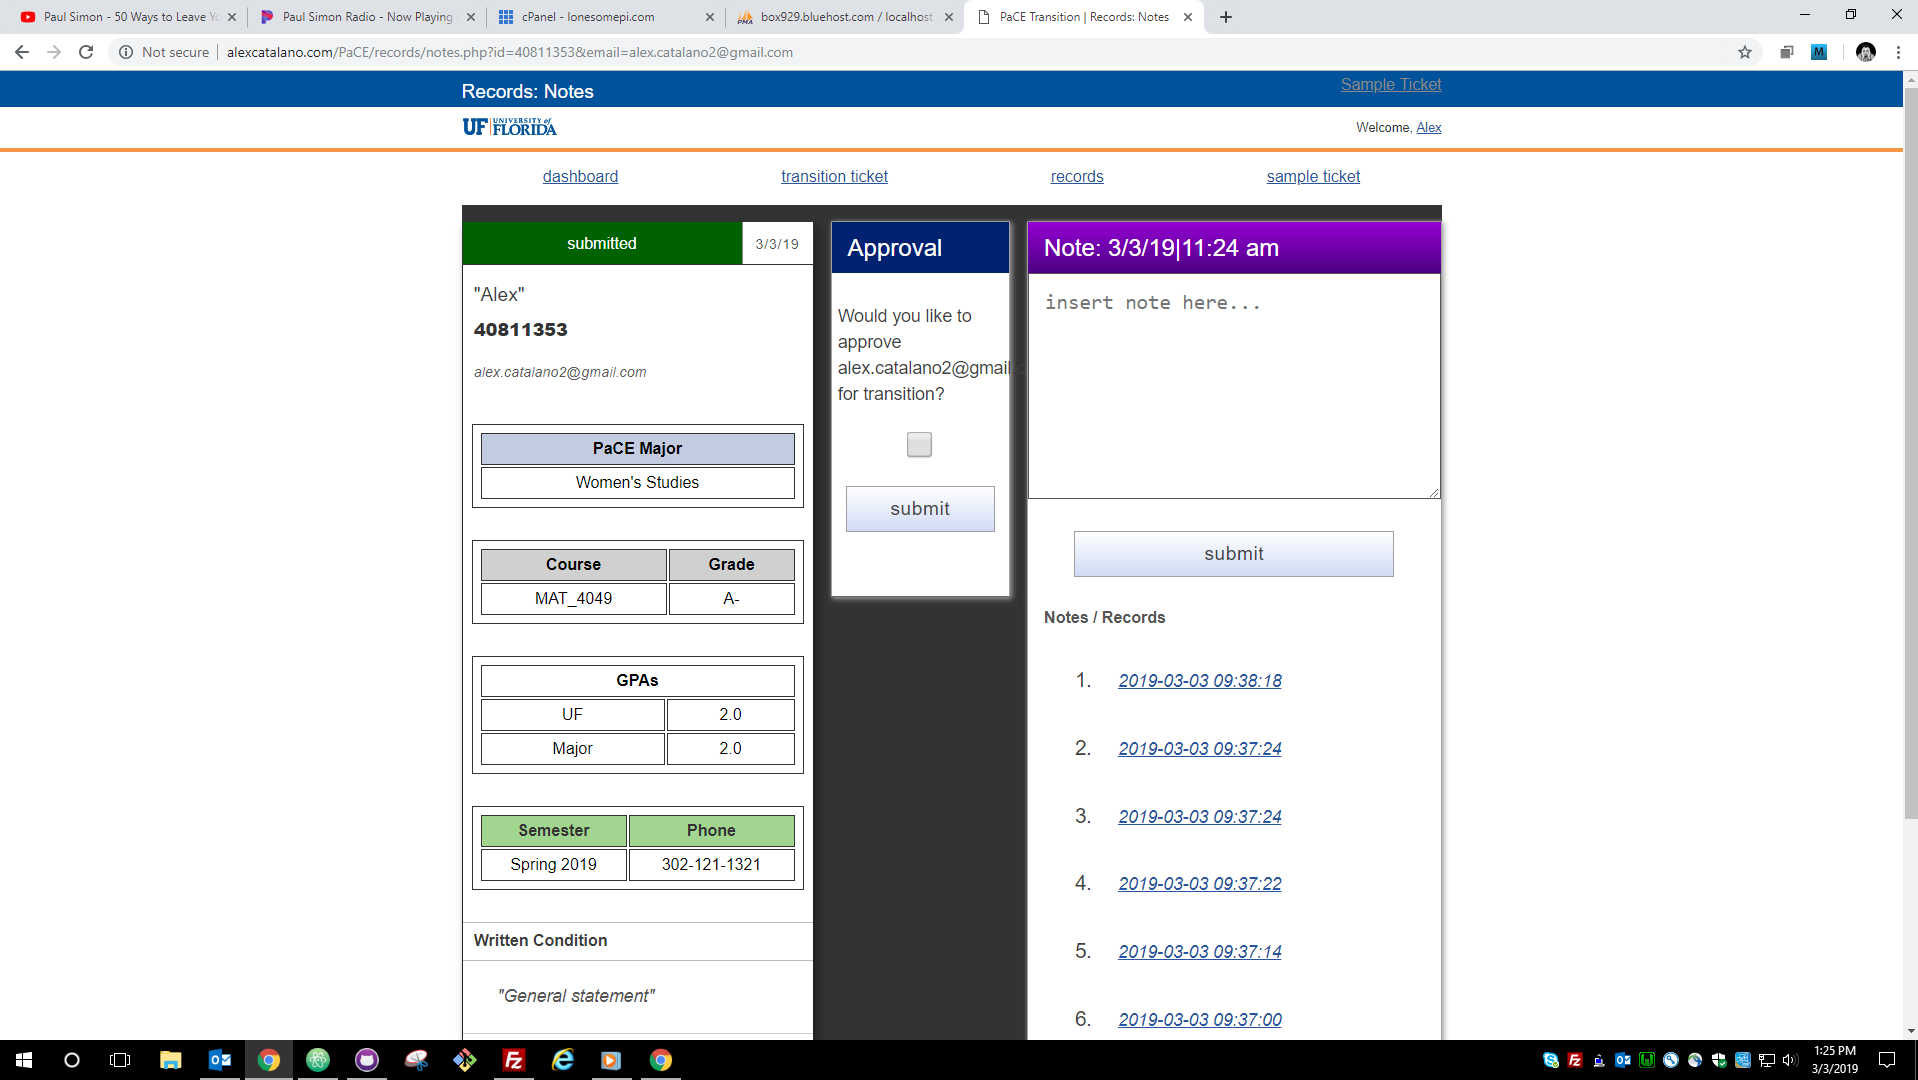 Paul Simon - 50 Ways to Leave Y
Paul Simon Radio - Now Playing
cPanel - lonesomepi.com
box929.bluehost.com / localhost
PaCE Transition | Records: Notes
Not secure
alexcatalano.com/PaCE/records/notes.php?id=40811353&email=alex.catalano2@gmail.com
Records: Notes
Sample Ticket
UF UNIVERSITY of FLORIDA
Welcome, Alex
dashboard
transition ticket
records
sample ticket
submitted
3/3/19
"Alex"
40811353
alex.catalano2@gmail.com
PaCE Major
Women's Studies
Course Grade
MAT_4049 A-
GPAs
UF 2.0
Major 2.0
Semester Phone
Spring 2019 302-121-1321
Written Condition
"General statement"
Approval
Would you like to
approve
alex.catalano2@gmail.
for transition?
submit
Note: 3/3/19|11:24 am
insert note here...
submit
Notes / Records
1. 2019-03-03 09:38:18
2. 2019-03-03 09:37:24
3. 2019-03-03 09:37:24
4. 2019-03-03 09:37:22
5. 2019-03-03 09:37:14
6. 2019-03-03 09:37:00
1:25 PM
3/3/2019